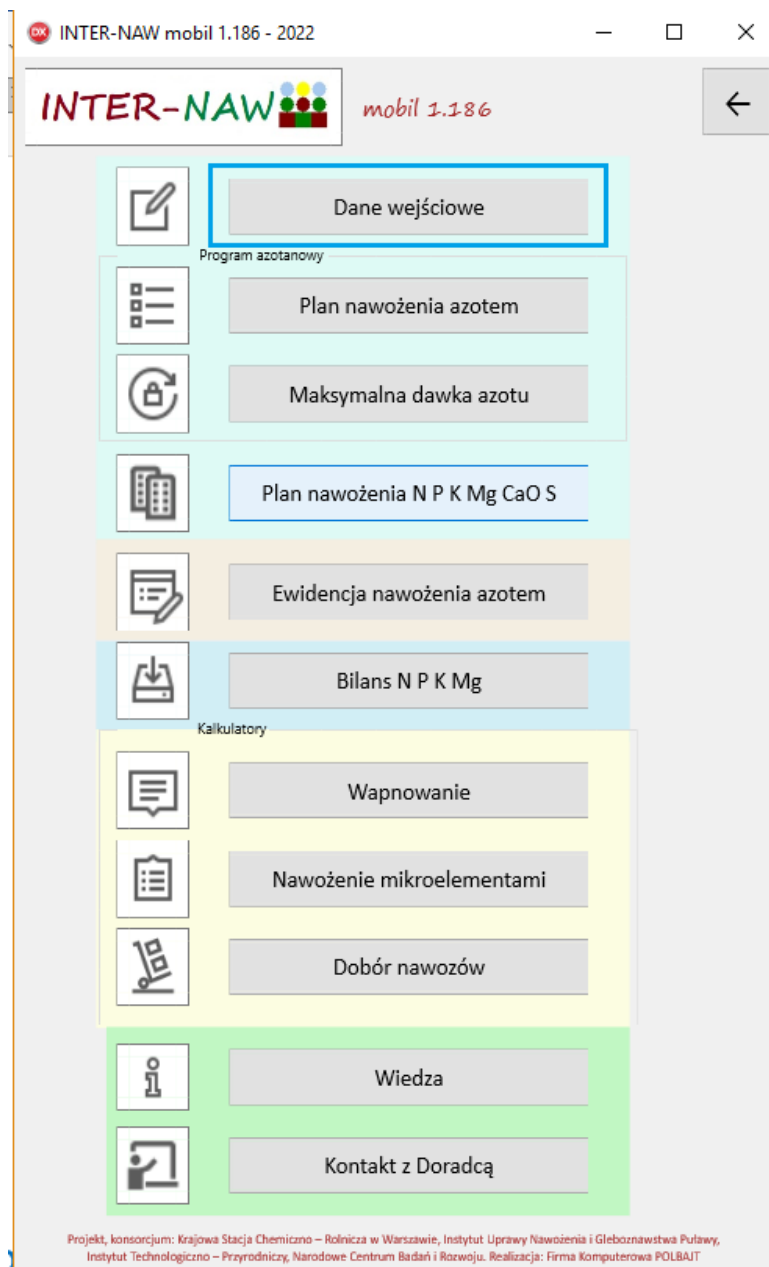 INTER-NAW mobil 1.186 - 2022
INTER-NAW
mobil 1.186
Dane wejściowe
Program azotanowy
Plan nawożenia azotem
Maksymalna dawka azotu
Plan nawożenia N P K Mg CaO S
Ewidencja nawożenia azotem
Bilans N P K Mg
Kalkulatory
Wapnowanie
Nawożenie mikroelementami
Dobór nawozów
Wiedza
Kontakt z Doradcą
Projekt, konsorcjum: Krajowa Stacja Chemiczno – Rolnicza w Warszawie, Instytut Uprawy Nawożenia i Gleboznawstwa Puławy,
Instytut Technologiczno – Przyrodniczy, Narodowe Centrum Badań i Rozwoju. Realizacja: Firma Komputerowa POLBAJT